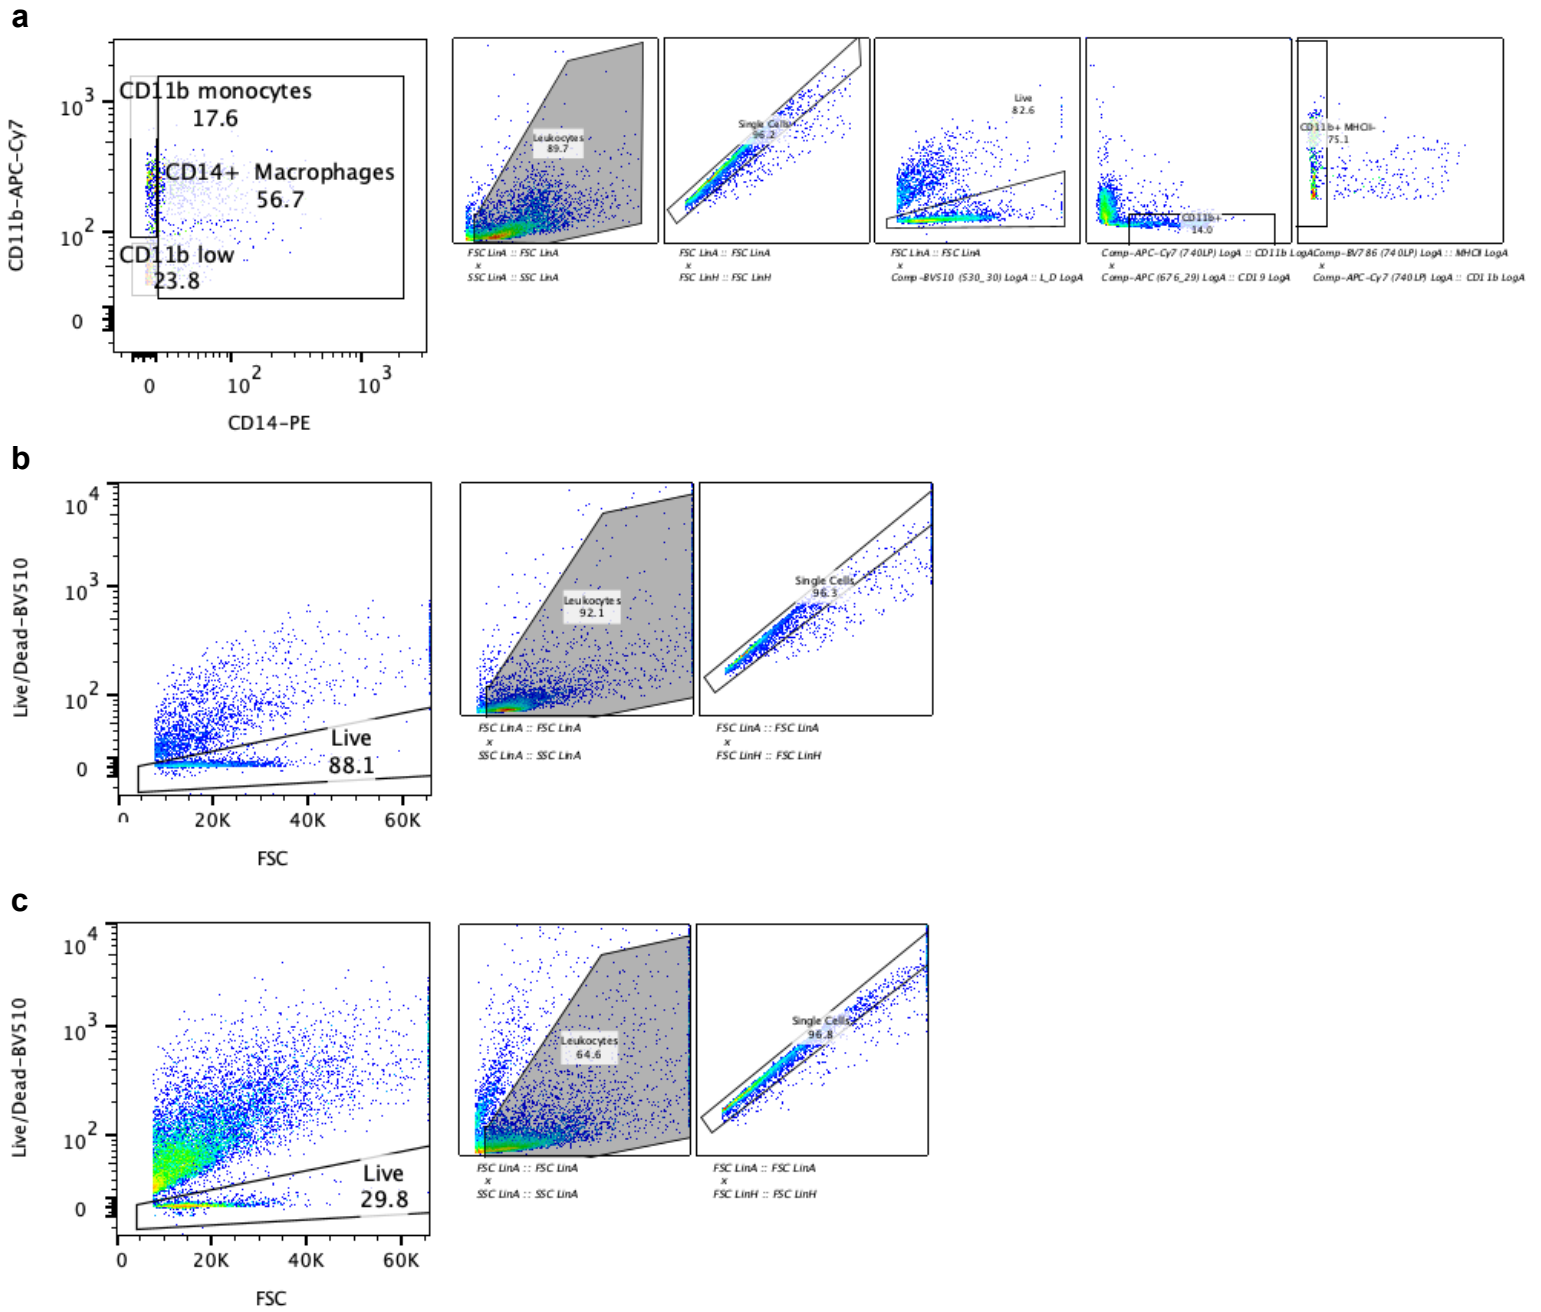 a
CD11b-APC-Cy7
10^3
10^2
0
CD11b monocytes
17.6
CD14+ Macrophages
56.7
CD11b low
23.8
0
10^2
10^3
CD14-PE
Leukocytes
89.7
FSC LinA :: FSC LinA
x
SSC LinA :: SSC LinA
Single Cells
96.2
FSC LinA :: FSC LinA
x
FSC LinH :: FSC LinH
Live
82.6
FSC LinA :: FSC LinA
x
Comp-BV510 (530_30) LogA :: L_D LogA
CD11b+
14.0
Comp-APC-Cy7 (740LP) LogA :: CD11b LogA
x
Comp-APC (676_29) LogA :: CD19 LogA
CD11b+ MHCII-
75.1
Comp-BV786 (740LP) LogA :: MHCII LogA
x
Comp-APC-Cy7 (740LP) LogA :: CD11b LogA
b
Live/Dead-BV510
10^4
10^3
10^2
0
Live
88.1
0
20K
40K
60K
FSC
Leukocytes
92.1
FSC LinA :: FSC LinA
x
SSC LinA :: SSC LinA
Single Cells
96.3
FSC LinA :: FSC LinA
x
FSC LinH :: FSC LinH
c
Live/Dead-BV510
10^4
10^3
10^2
0
Live
29.8
0
20K
40K
60K
FSC
Leukocytes
64.6
FSC LinA :: FSC LinA
x
SSC LinA :: SSC LinA
Single Cells
96.8
FSC LinA :: FSC LinA
x
FSC LinH :: FSC LinH